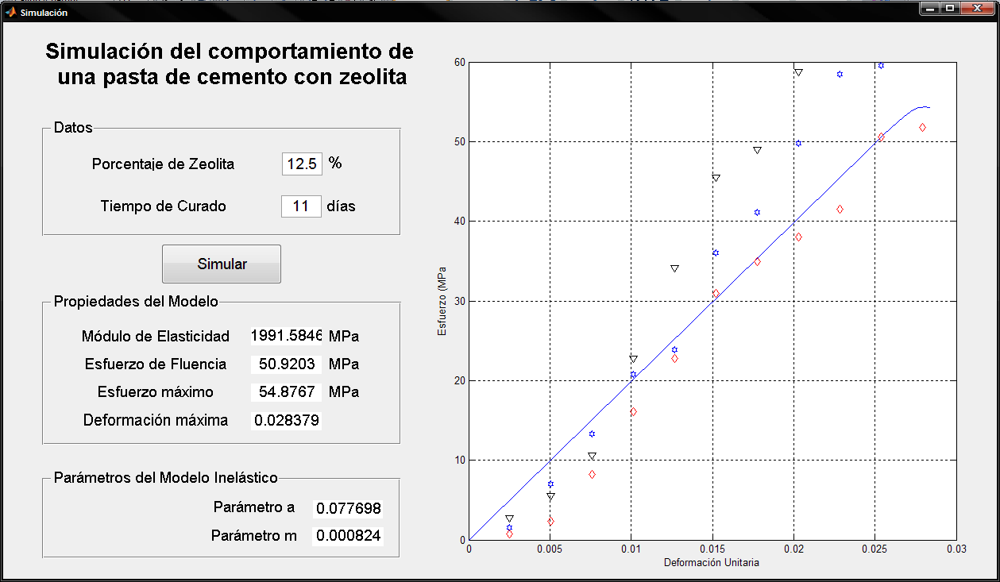 Simulación
Simulación del comportamiento de
una pasta de cemento con zeolita
Datos
Porcentaje de Zeolita 12.5 %
Tiempo de Curado 11 días
Simular
Propiedades del Modelo
Módulo de Elasticidad 1991.5846 MPa
Esfuerzo de Fluencia 50.9203 MPa
Esfuerzo máximo 54.8767 MPa
Deformación máxima 0.028379
Parámetros del Modelo Inelástico
Parámetro a 0.077698
Parámetro m 0.000824
Esfuerzo (MPa
60
50
40
30
20
10
0
0 0.005 0.01 0.015 0.02 0.025 0.03
Deformación Unitaria